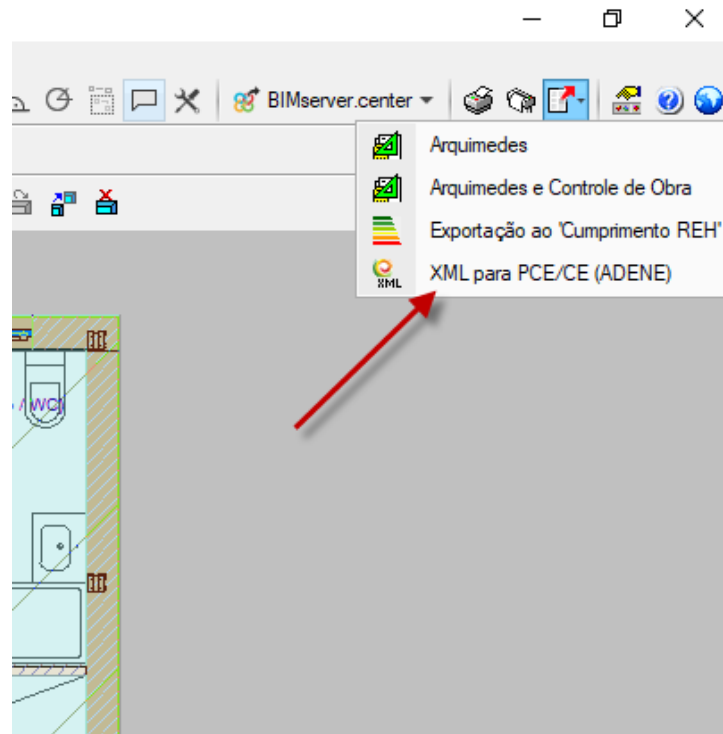 BIMserver.center
Arquimedes
Arquimedes e Controle de Obra
Exportação ao 'Cumprimento REH'
XML
XML para PCE/CE (ADENE)
/ WC)